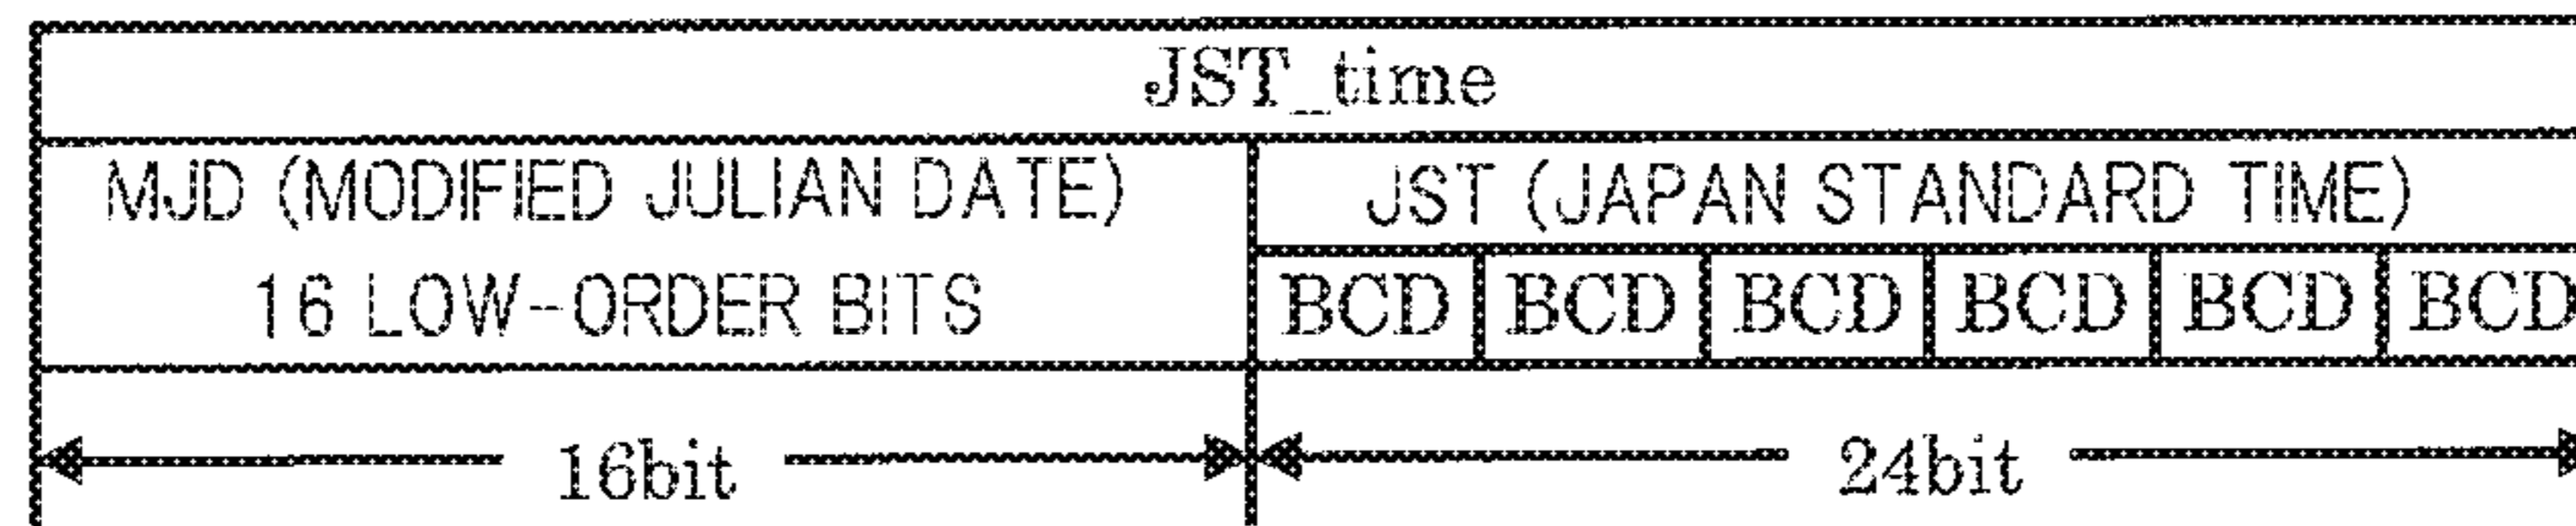 JST_time
MJD (MODIFIED JULIAN DATE)
16 LOW-ORDER BITS
JST (JAPAN STANDARD TIME)
BCD BCD BCD BCD BCD BCD
16bit
24bit